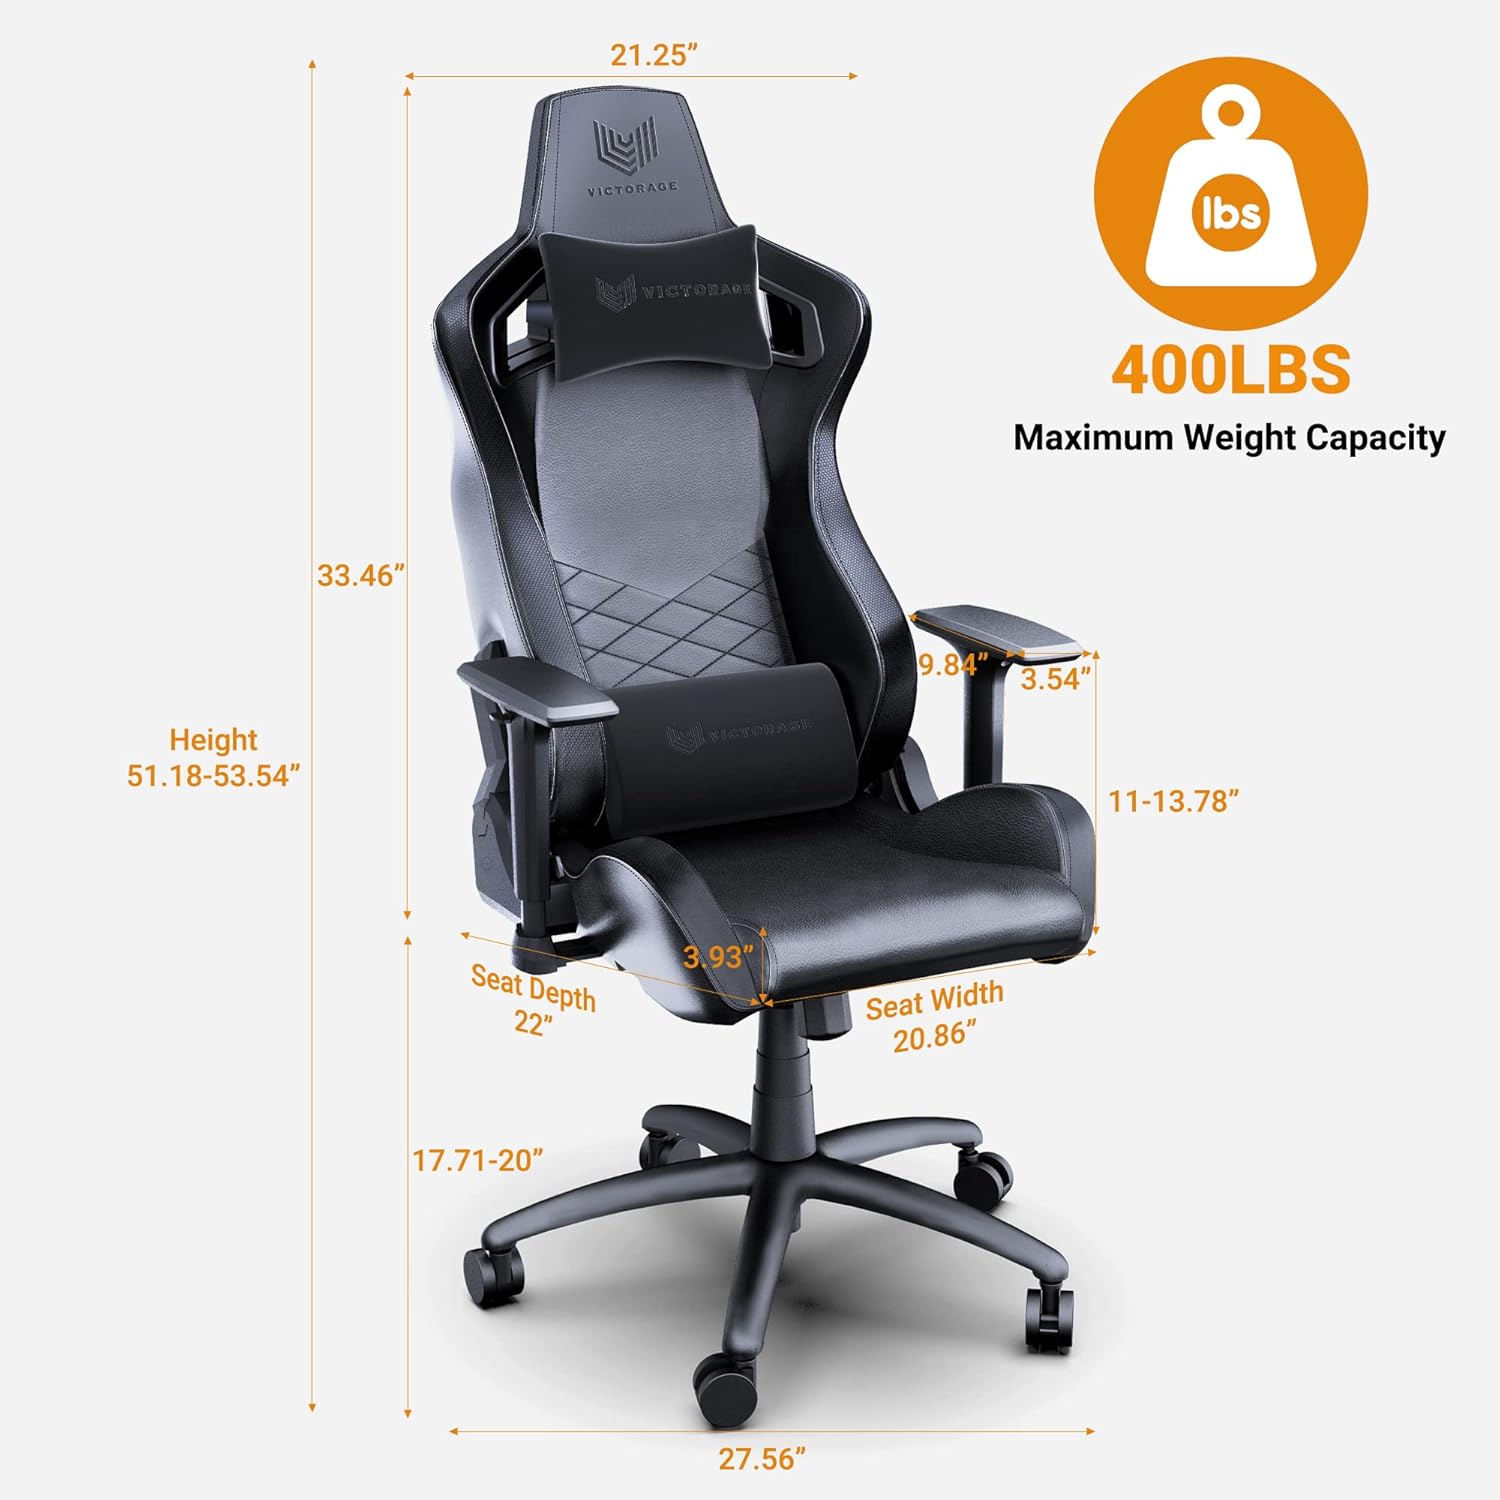 21.25”
VICTORAGE
VICTORAGE
lbs
400LBS
Maximum Weight Capacity
33.46”
9.84”
3.54”
VICTORAGE
Height
51.18-53.54”
11-13.78”
3.93”
Seat Depth
22”
Seat Width
20.86”
17.71-20”
27.56”